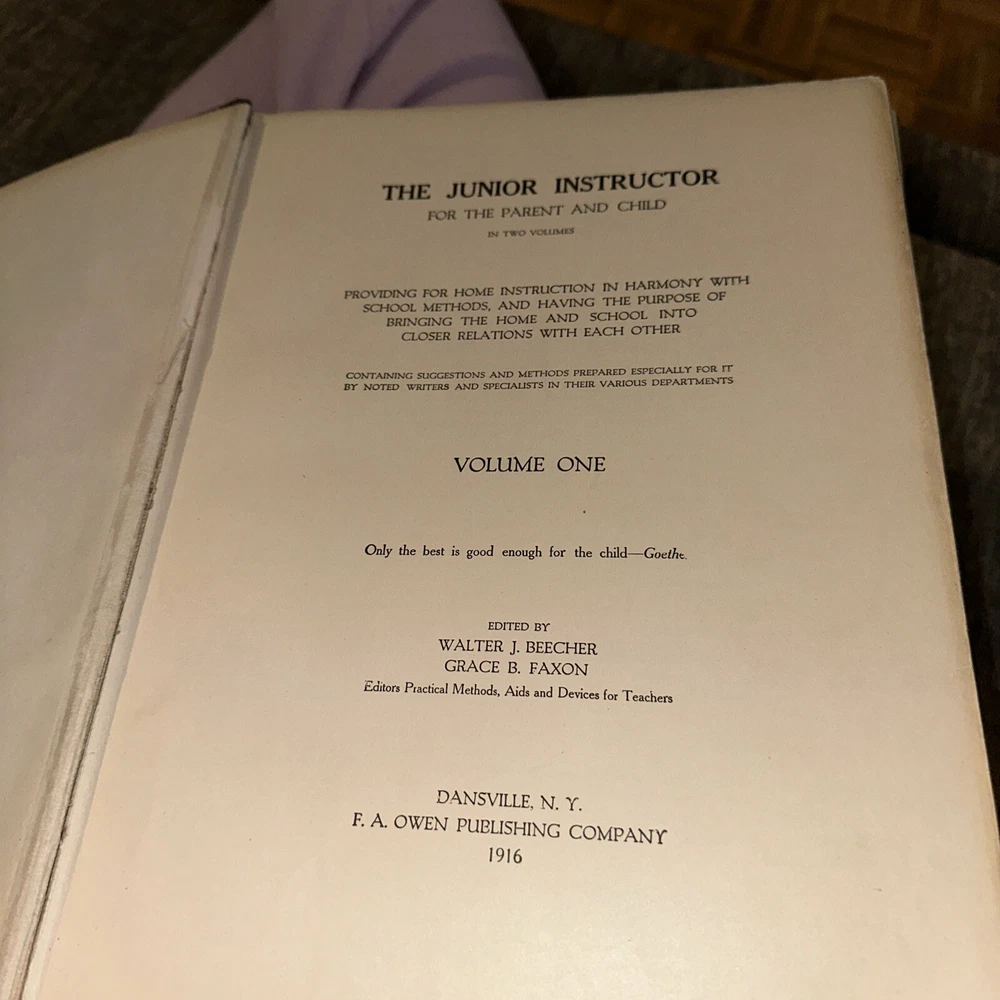 THE JUNIOR INSTRUCTOR
FOR THE PARENT AND CHILD
IN TWO VOLUMES
PROVIDING FOR HOME INSTRUCTION IN HARMONY WITH
SCHOOL METHODS, AND HAVING THE PURPOSE OF
BRINGING THE HOME AND SCHOOL INTO
CLOSER RELATIONS WITH EACH OTHER
CONTAINING SUGGESTIONS AND METHODS PREPARED ESPECIALLY FOR IT
BY NOTED WRITERS AND SPECIALISTS IN THEIR VARIOUS DEPARTMENTS
VOLUME ONE
Only the best is good enough for the child—Goethe.
EDITED BY
WALTER J. BEECHER
GRACE B. FAXON
Editors Practical Methods, Aids and Devices for Teachers
DANSVILLE, N. Y.
F. A. OWEN PUBLISHING COMPANY
1916